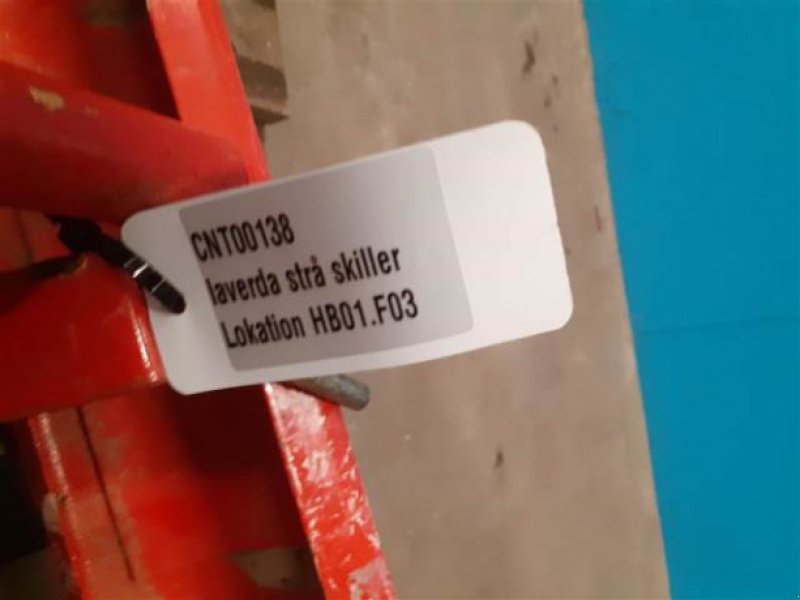 CNT00138
laverda strå skiller
Lokation HB01.F03